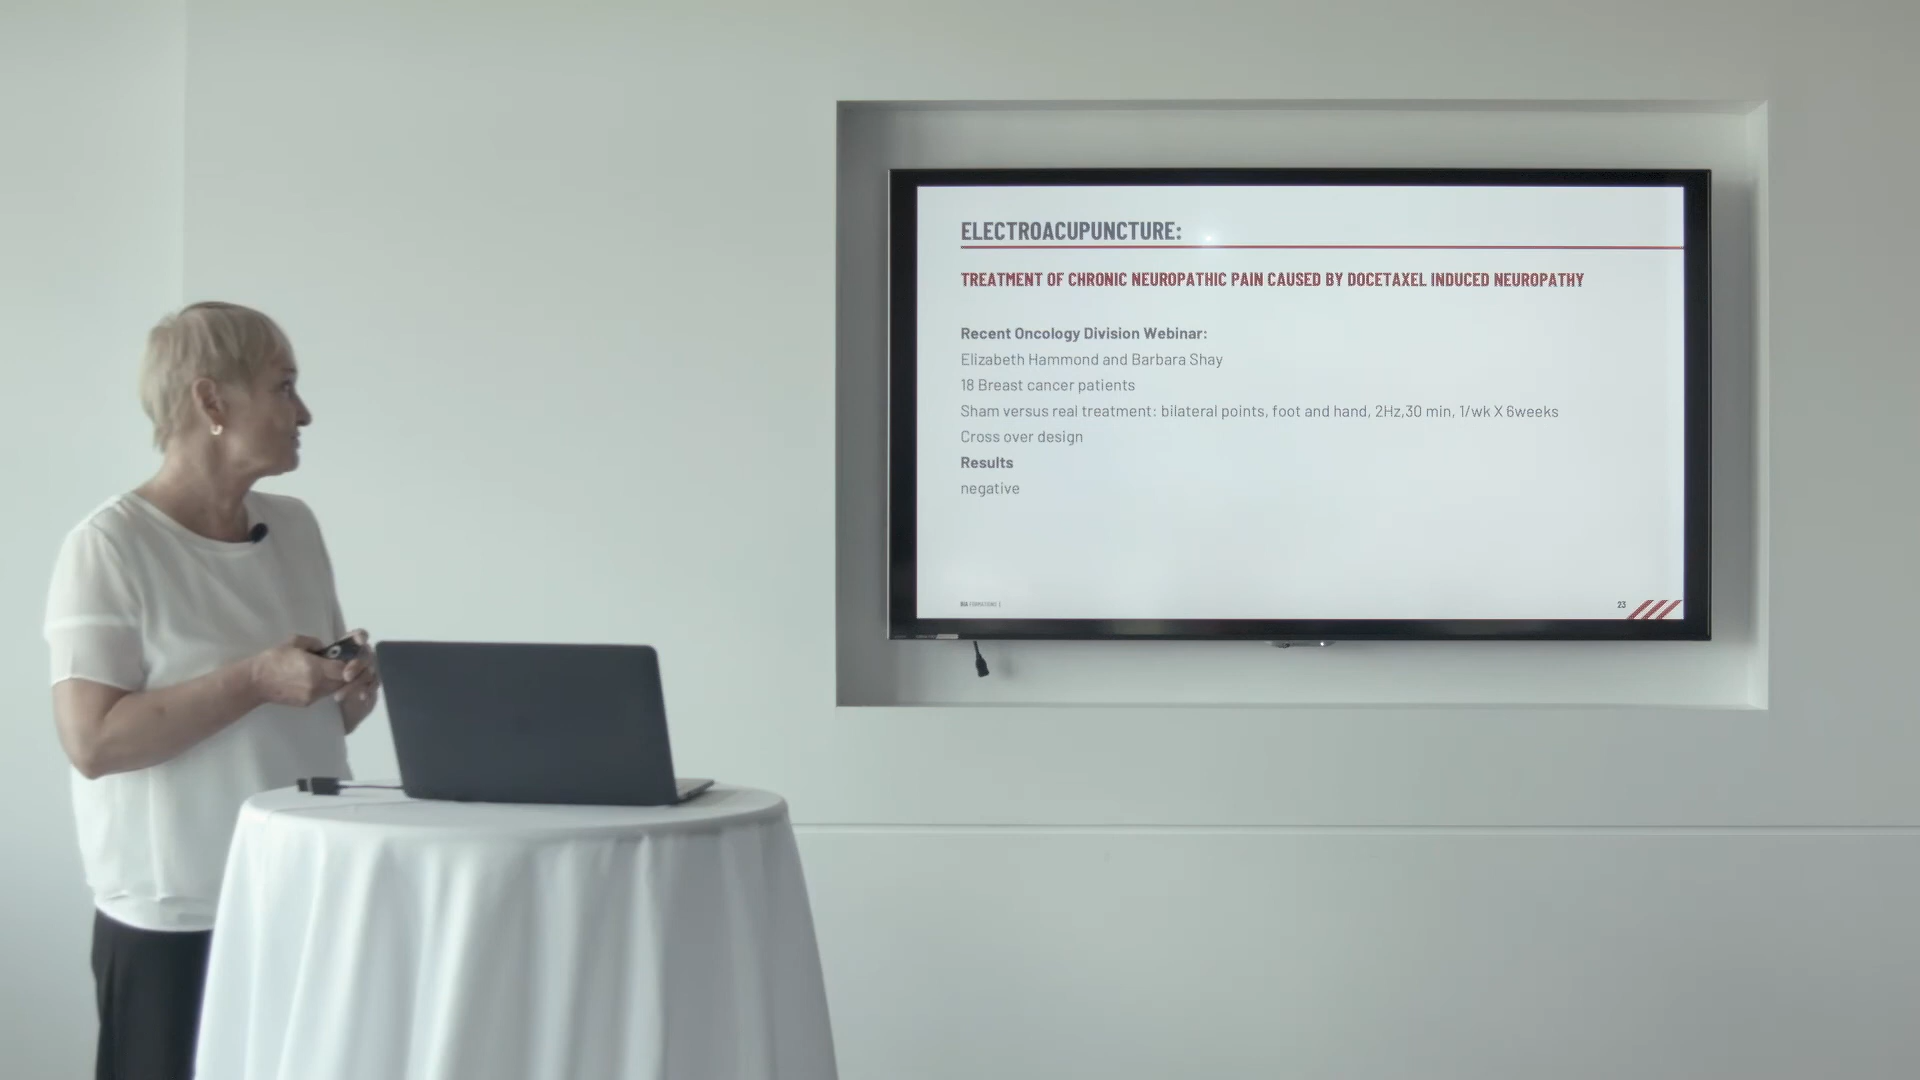 ELECTROACUPUNCTURE:
TREATMENT OF CHRONIC NEUROPATHIC PAIN CAUSED BY DOCETAXEL INDUCED NEUROPATHY
Recent Oncology Division Webinar:
Elizabeth Hammond and Barbara Shay
18 Breast cancer patients
Sham versus real treatment: bilateral points, foot and hand, 2Hz,30 min, 1/wk X 6weeks
Cross over design
Results
negative
23